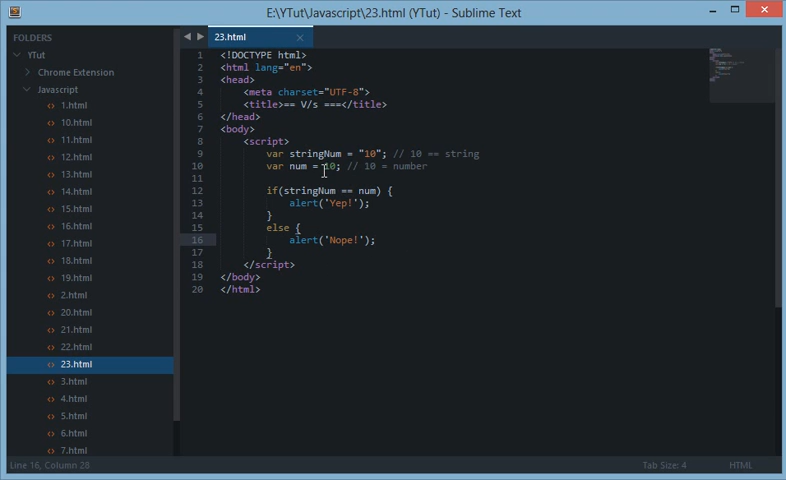 E:\YTut\Javascript\23.html (YTut) - Sublime Text
FOLDERS
YTut
Chrome Extension
Javascript
1.html
10.html
11.html
12.html
13.html
14.html
15.html
16.html
17.html
18.html
19.html
2.html
20.html
21.html
22.html
23.html
3.html
4.html
5.html
6.html
7.html
23.html
1 <!DOCTYPE html>
2 <html lang="en">
3 <head>
4 <meta charset="UTF-8">
5 <title>== V/s ===</title>
6 </head>
7 <body>
8 <script>
9 var stringNum = "10"; // 10 == string
10 var num = 10; // 10 = number
11
12 if(stringNum == num) {
13 alert('Yep!');
14 }
15 else {
16 alert('Nope!');
17 }
18 </script>
19 </body>
20 </html>
Line 16, Column 28
Tab Size: 4
HTML